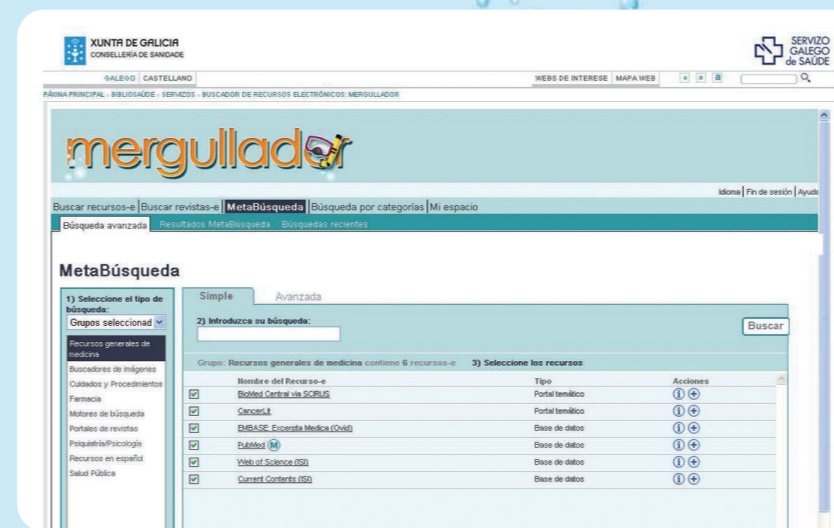 XUNTA DE GALICIA
CONSELLERÍA DE SANIDADE
SERVIZO
GALEGO
de SAÚDE
GALEGO CASTELLANO WEBS DE INTERESE MAPA WEB a a a
PÁXINA PRINCIPAL - BIBLIOSAÚDE - SERVIZOS - BUSCADOR DE RECURSOS ELECTRÓNICOS: MERGULLADOR
mergullador
Idioma | Fin de sesión | Ayuda
Buscar recursos-e | Buscar revistas-e | MetaBúsqueda | Búsqueda por categorías | Mi espacio
Búsqueda avanzada Resultados MetaBúsqueda Búsquedas recientes
MetaBúsqueda
1) Seleccione el tipo de
búsqueda:
Grupos seleccionad
Recursos generales de
medicina
Buscadores de imágenes
Cuidados y Procedimientos
Farmacia
Motores de búsqueda
Portales de revistas
Psiquiatría/Psicología
Recursos en español
Salud Pública
Simple Avanzada
2) Introduzca su búsqueda:
Buscar
Grupo: Recursos generales de medicina contiene 6 recursos-e 3) Seleccione los recursos
Nombre del Recurso-e Tipo Acciones
BioMed Central via SCIRUS Portal temático
CancerLit Portal temático
EMBASE: Excerpta Medica (Ovid) Base de datos
PubMed M Base de datos
Web of Science (ISI) Base de datos
Current Contents (ISI) Base de datos